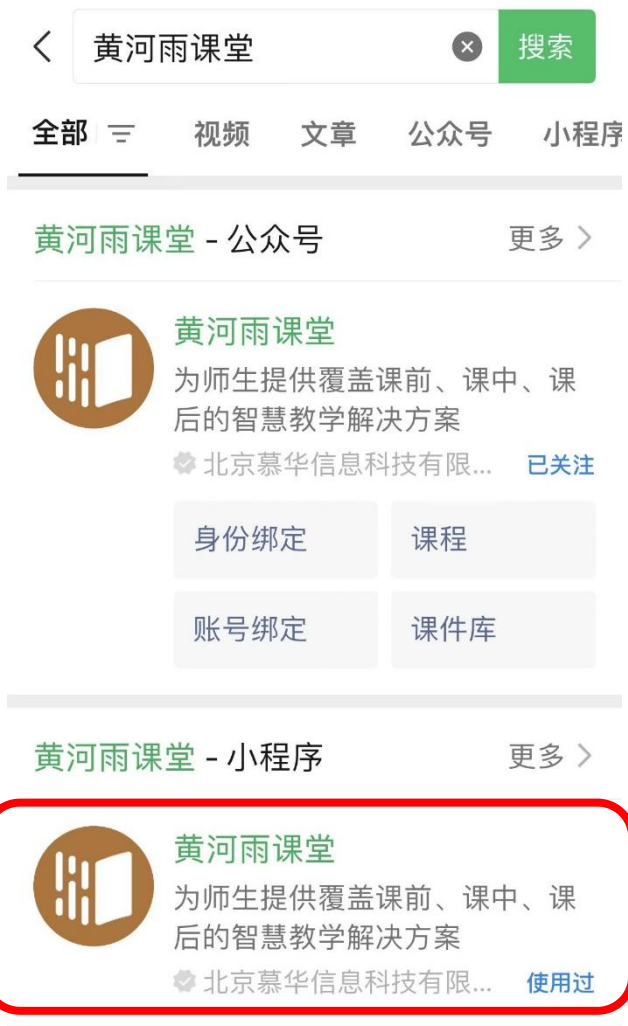 黄河雨课堂
搜索
全部
视频
文章
公众号
小程序
黄河雨课堂 - 公众号
更多
黄河雨课堂
为师生提供覆盖课前、课中、课
后的智慧教学解决方案
北京慕华信息科技有限...
已关注
身份绑定
课程
账号绑定
课件库
黄河雨课堂 - 小程序
更多
黄河雨课堂
为师生提供覆盖课前、课中、课
后的智慧教学解决方案
北京慕华信息科技有限...
使用过